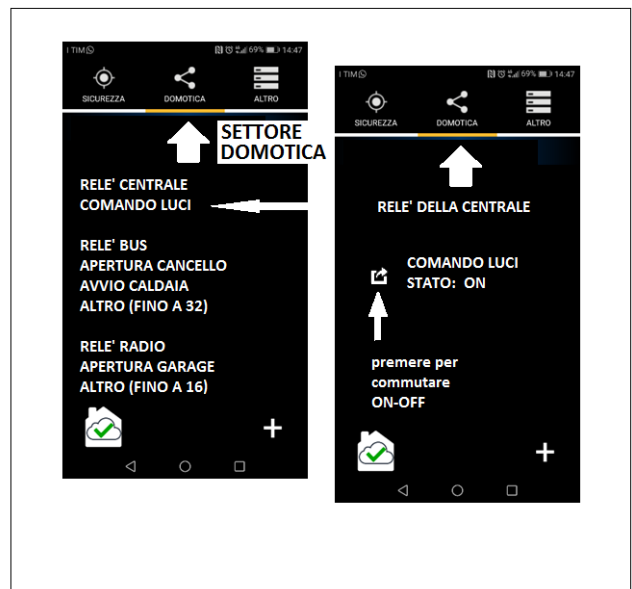 I TIM 69% 14:47
SICUREZZA DOMOTICA ALTRO
SETTORE
DOMOTICA
RELE' CENTRALE
COMANDO LUCI
RELE' BUS
APERTURA CANCELLO
AVVIO CALDAIA
ALTRO (FINO A 32)
RELE' RADIO
APERTURA GARAGE
ALTRO (FINO A 16)
I TIM 69% 14:47
SICUREZZA DOMOTICA ALTRO
RELE' DELLA CENTRALE
COMANDO LUCI
STATO: ON
premere per
commutare
ON-OFF